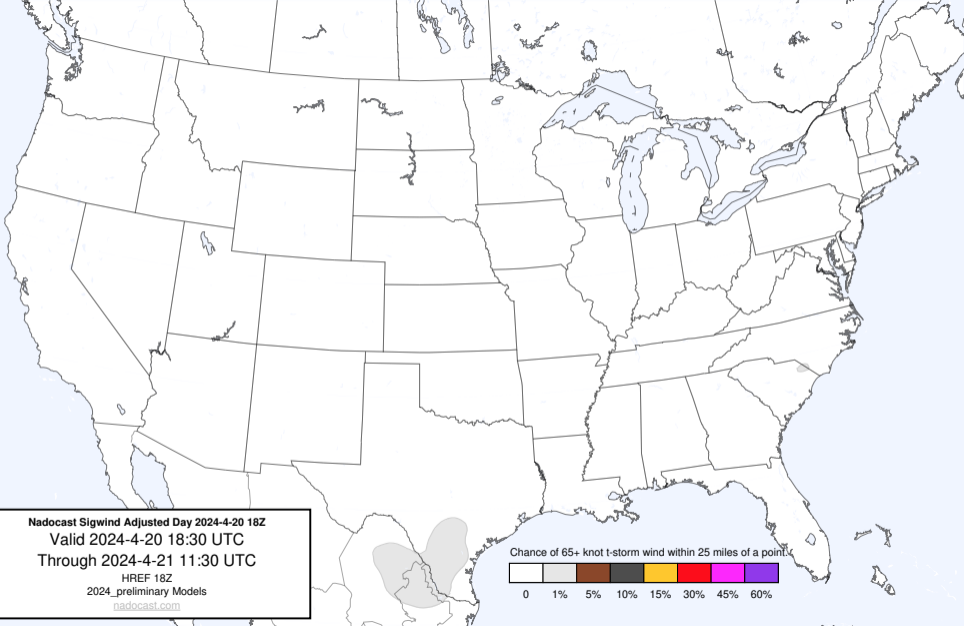 Nadocast Sigwind Adjusted Day 2024-4-20 18Z
Valid 2024-4-20 18:30 UTC
Through 2024-4-21 11:30 UTC
HREF 18Z
2024_preliminary Models
nadocast.com
Chance of 65+ knot t-storm wind within 25 miles of a point.
0 1% 5% 10% 15% 30% 45% 60%